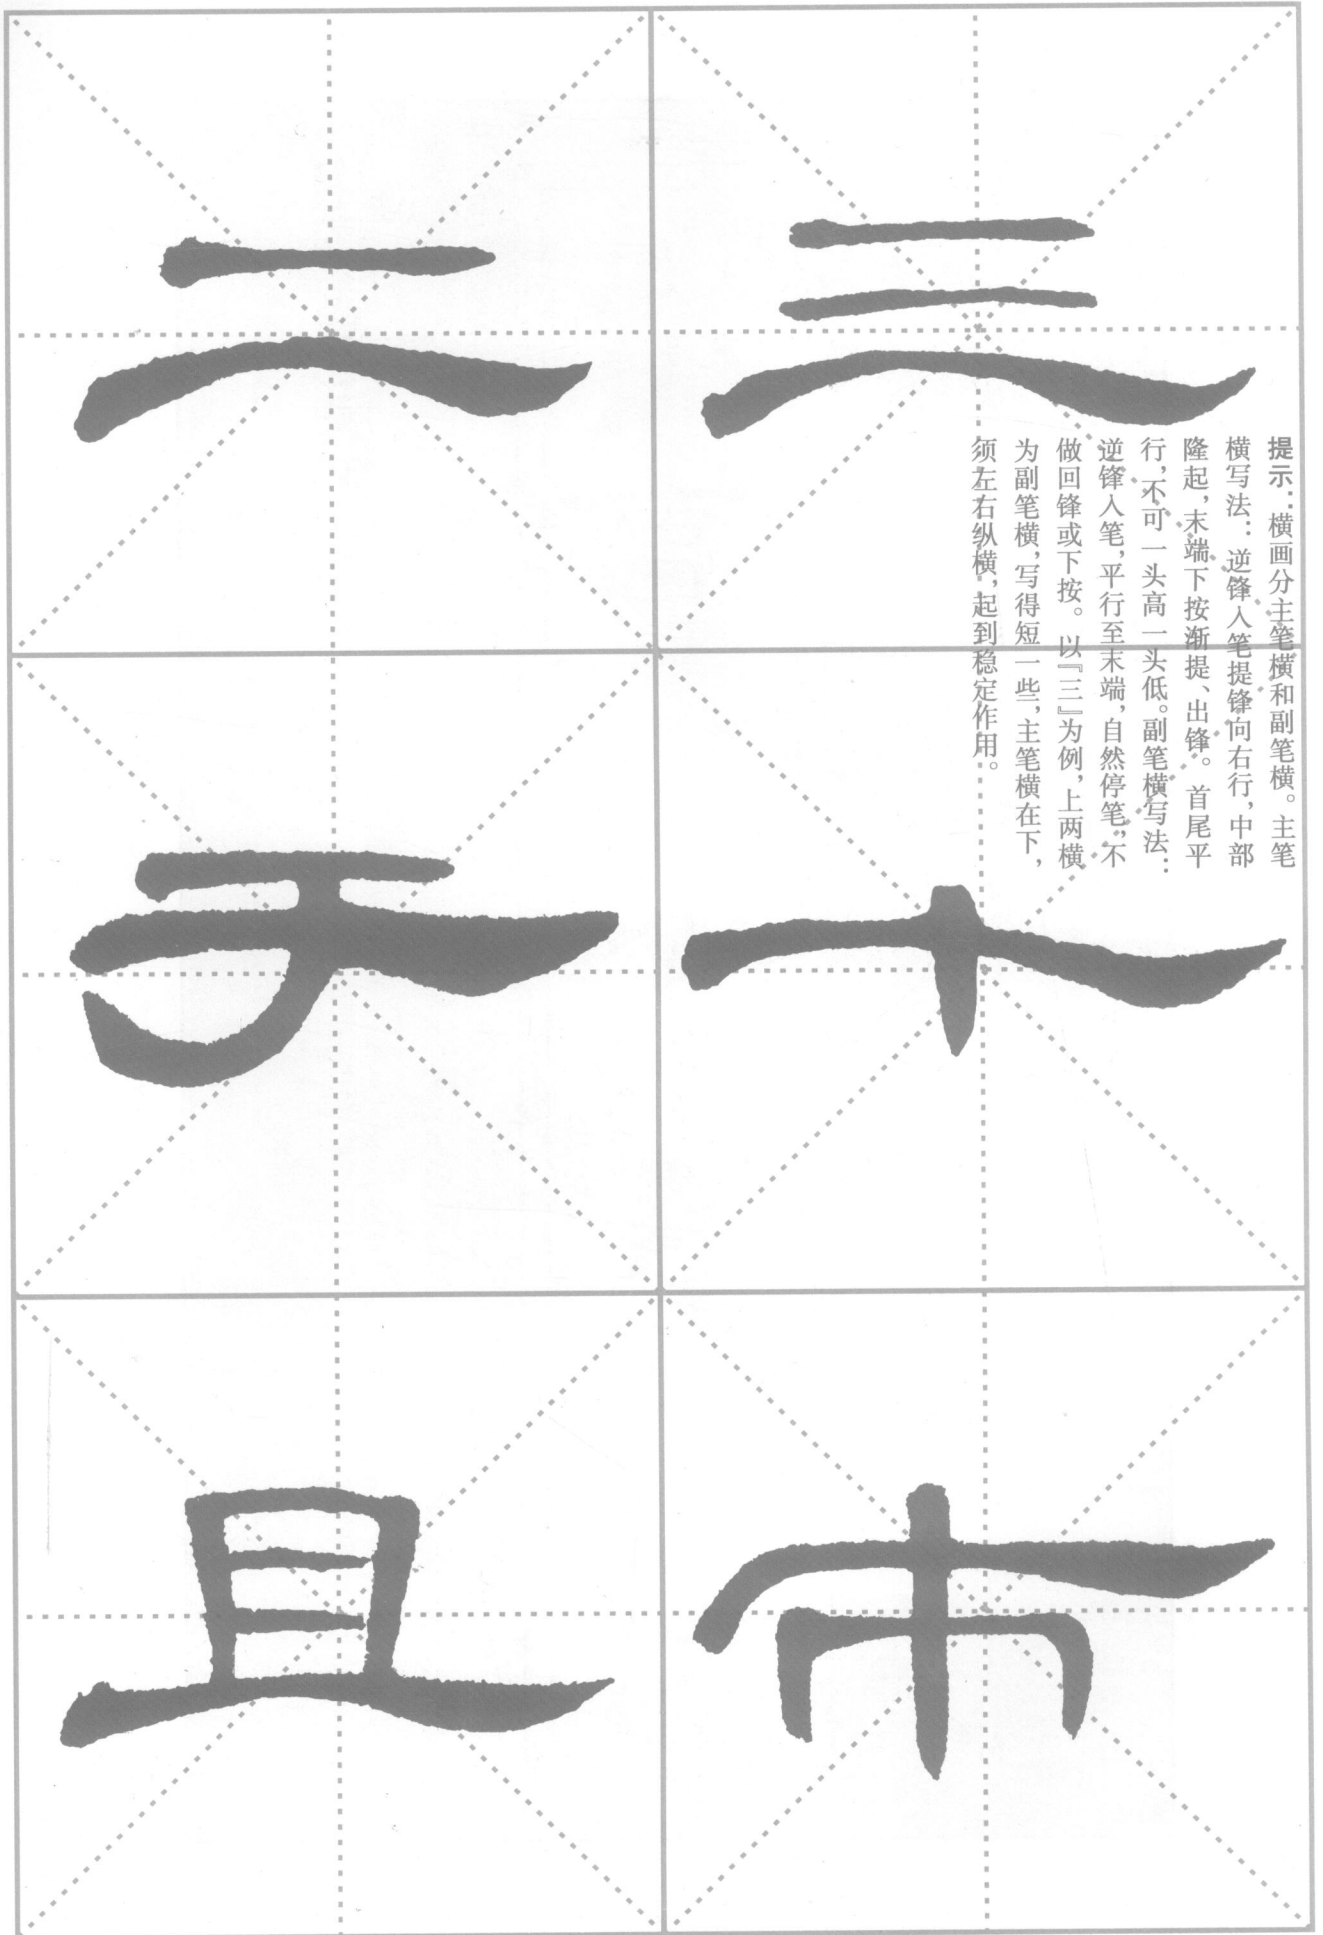 三
十
市
提示：横画分主笔横和副笔横。主笔
横写法：逆锋入笔提锋向右行，中部
隆起，末端下按渐提、出锋。首尾平
行，不可一头高一头低。副笔横写法：
逆锋入笔，平行至末端，自然停笔，不
做回锋或下按。以『三』为例，上两横
为副笔横，写得短一些，主笔横在下，
须左右纵横，起到稳定作用。
二
于
且